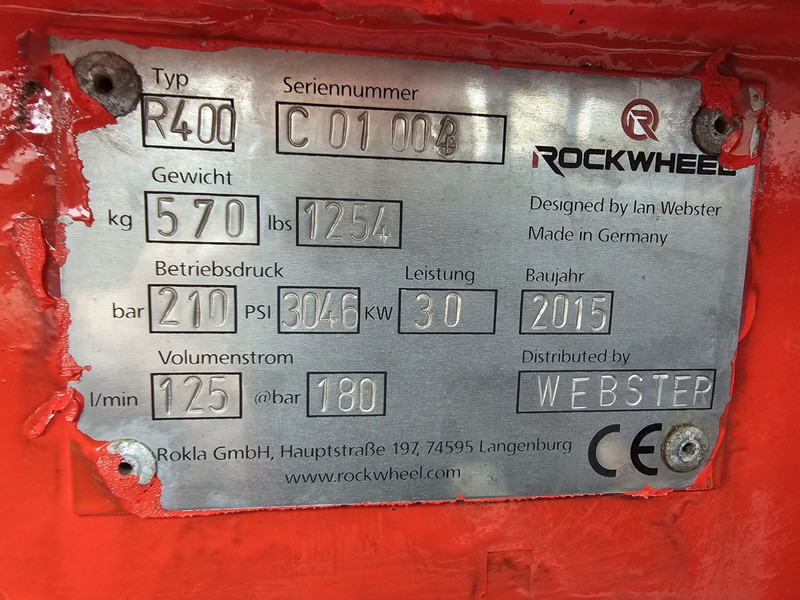 Typ
R400
Seriennummer
C 01 00
ROCKWHEEL
Gewicht
kg 570 lbs 1254
Designed by Ian Webster
Made in Germany
Betriebsdruck
bar 210 PSI 3046
Leistung
KW 30
Baujahr
2015
Volumenstrom
l/min 125 @bar 180
Distributed by
WEBSTER
Rokla GmbH, Hauptstraße 197, 74595 Langenburg
www.rockwheel.com
CE